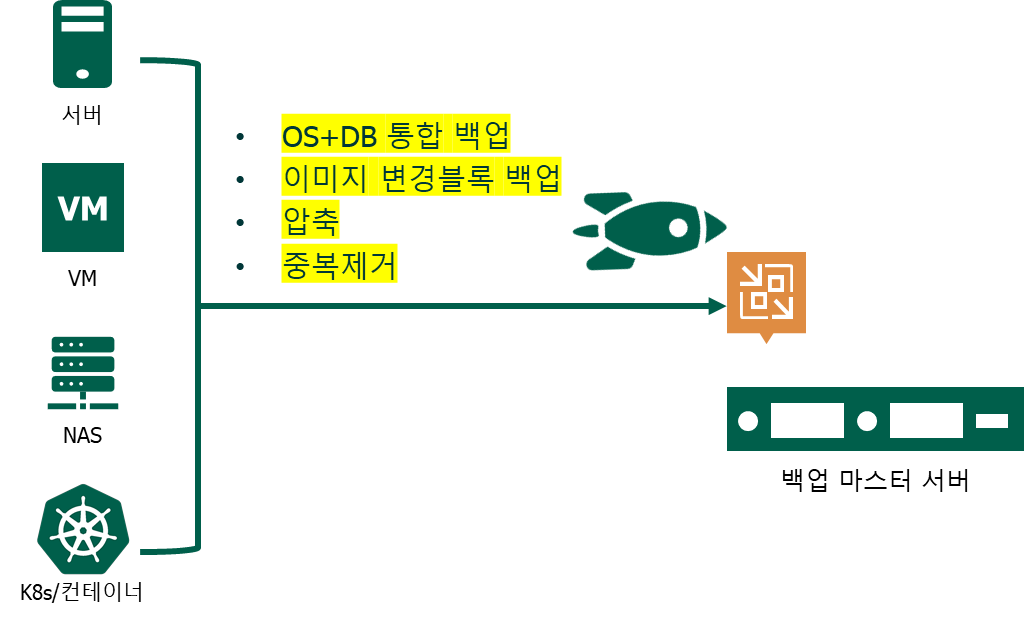 서버
• OS+DB 통합 백업
• 이미지 변경블록 백업
• 압축
• 중복제거
VM
VM
NAS
백업 마스터 서버
K8s/컨테이너